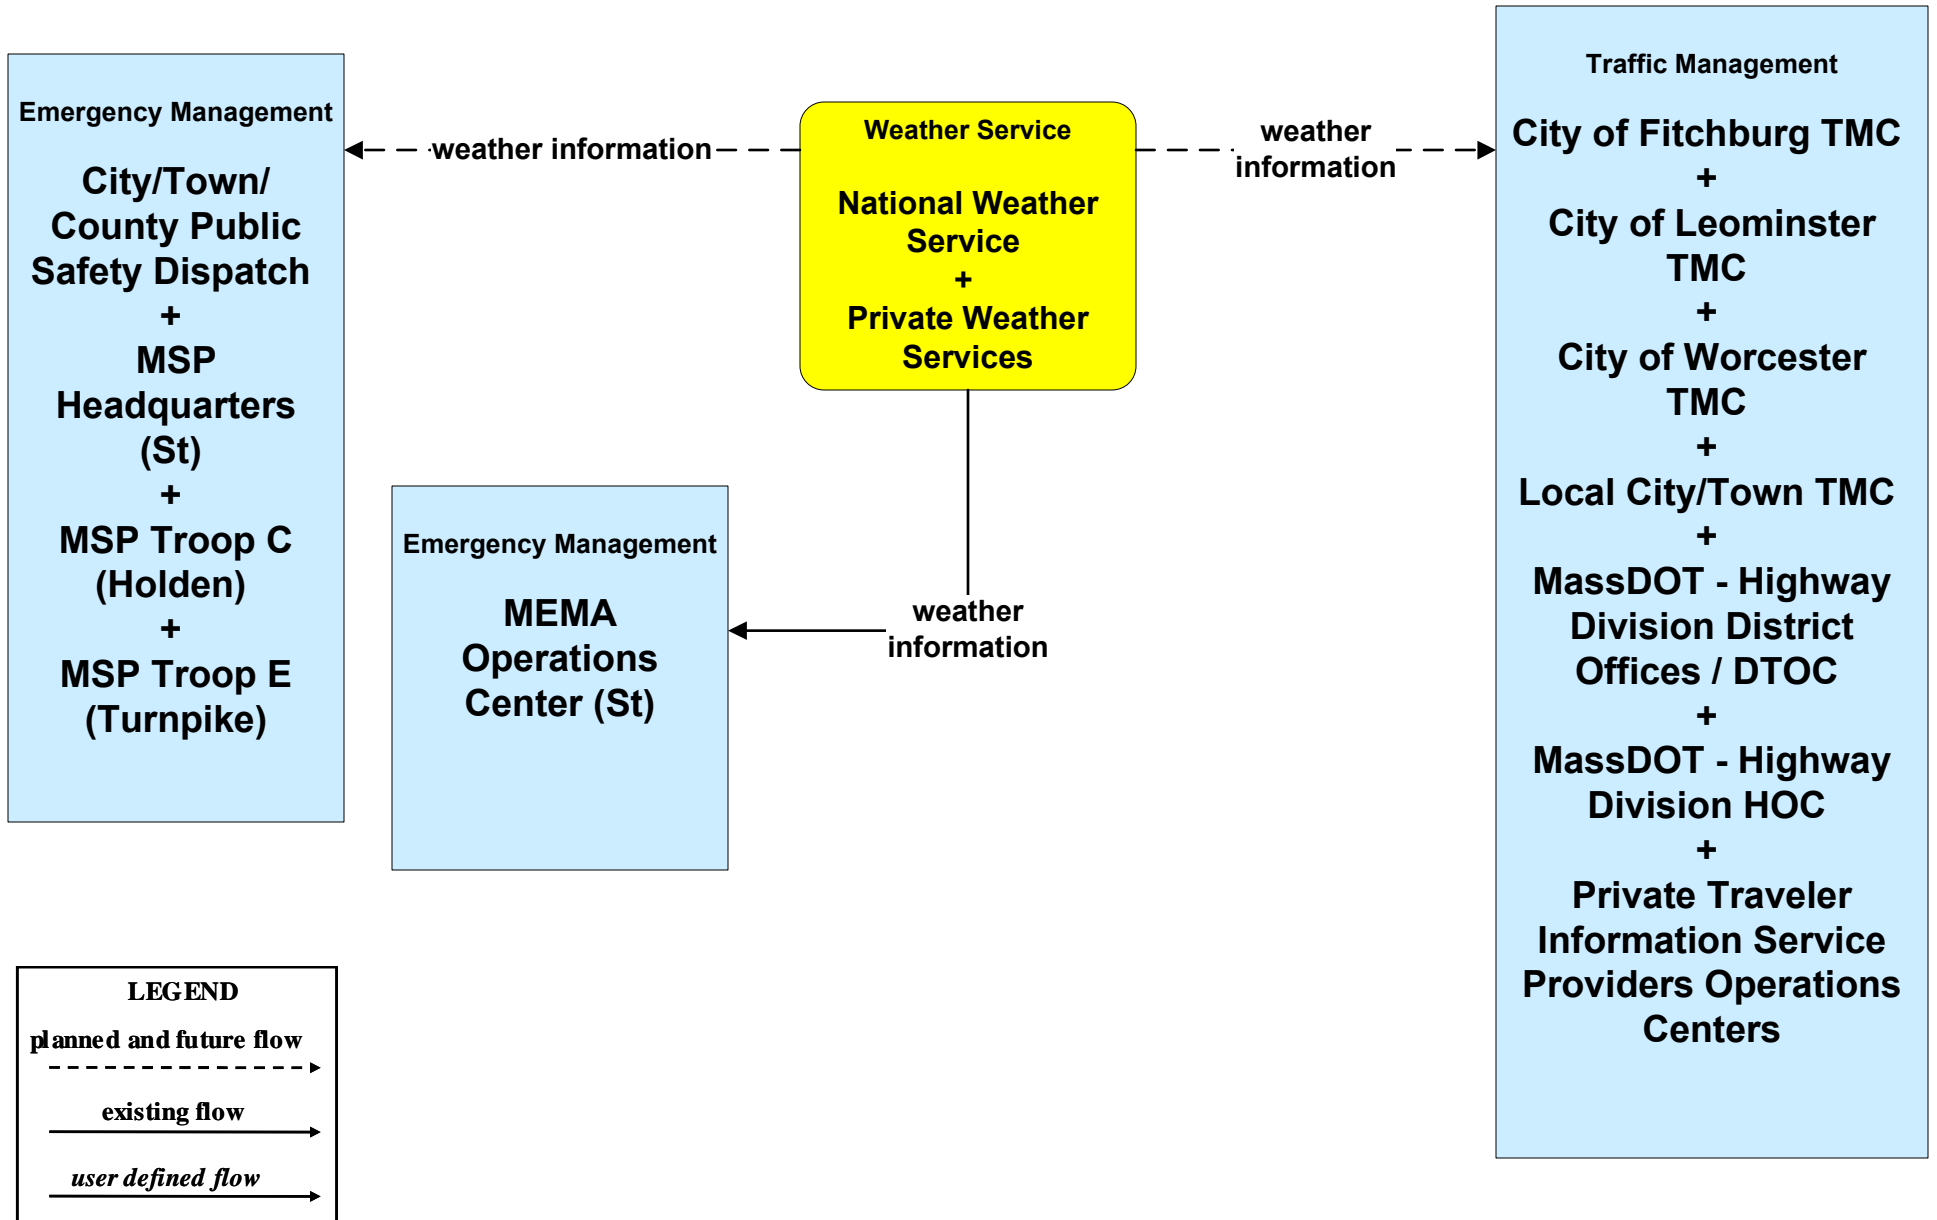 Emergency Management
City/Town/
County Public
Safety Dispatch
+
MSP
Headquarters
(St)
+
MSP Troop C
(Holden)
+
MSP Troop E
(Turnpike)
weather information
Weather Service
National Weather
Service
+
Private Weather
Services
weather
information
Traffic Management
City of Fitchburg TMC
+
City of Leominster
TMC
+
City of Worcester
TMC
+
Local City/Town TMC
+
MassDOT - Highway
Division District
Offices / DTOC
+
MassDOT - Highway
Division HOC
+
Private Traveler
Information Service
Providers Operations
Centers
Emergency Management
MEMA
Operations
Center (St)
weather
information
LEGEND
planned and future flow
existing flow
user defined flow